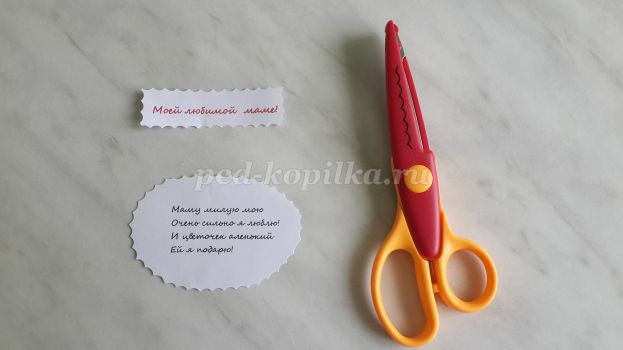 Моей любимой маме!
ped-kopilka.ru
Маму милую мою
Очень сильно я люблю!
И цветочек аленький
Ей я подарю!